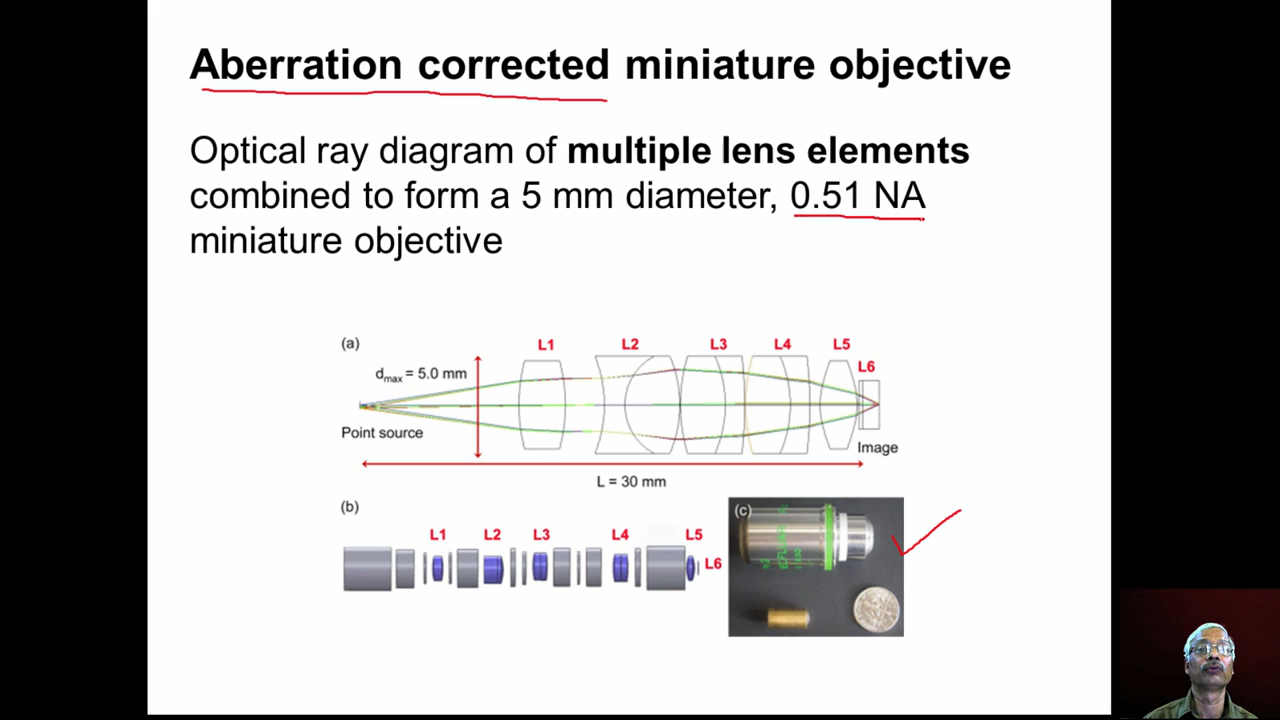 Aberration corrected miniature objective
Optical ray diagram of multiple lens elements
combined to form a 5 mm diameter, 0.51 NA
miniature objective
(a)
L1
L2
L3
L4
L5
L6
dmax = 5.0 mm
Point source
Image
L = 30 mm
(b)
L1
L2
L3
L4
L5
L6
(c)